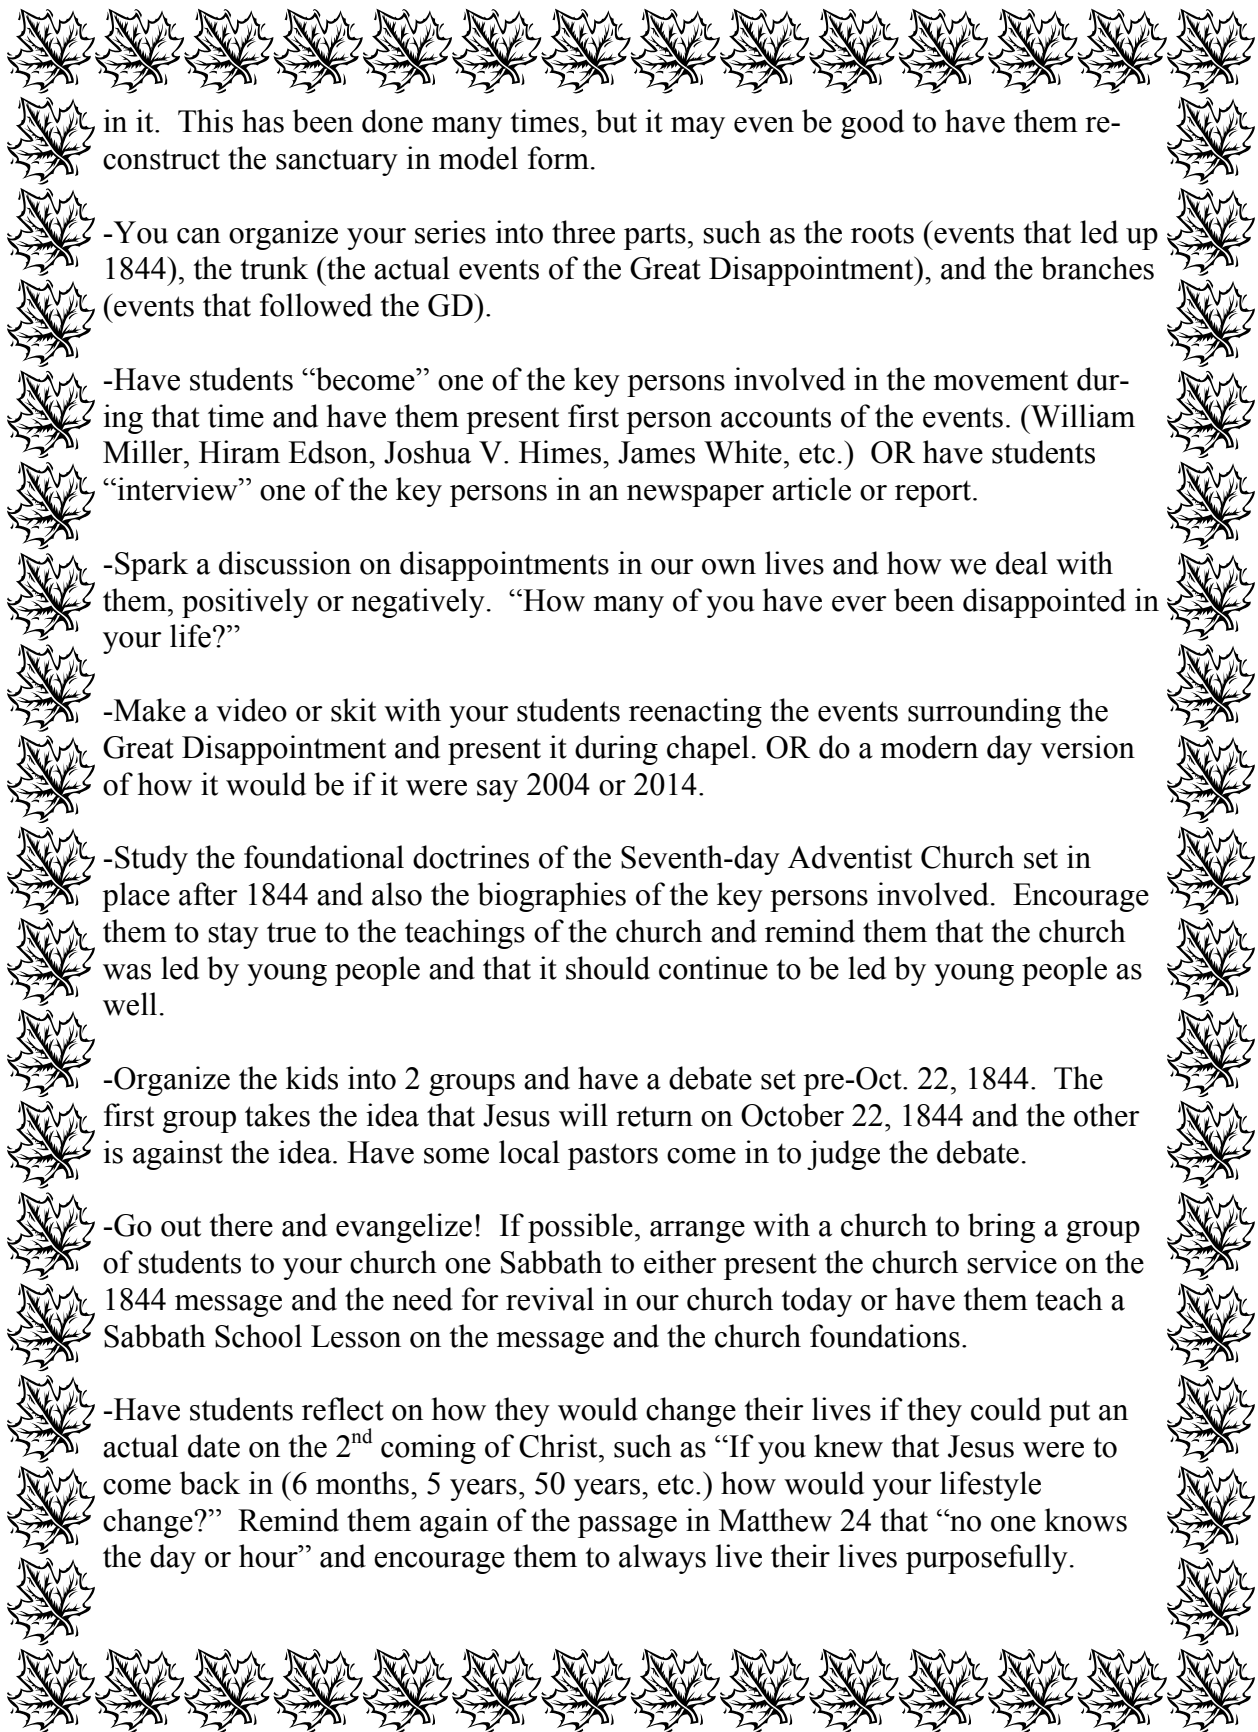 in it.  This has been done many times, but it may even be good to have them re-
construct the sanctuary in model form.
-You can organize your series into three parts, such as the roots (events that led up
1844), the trunk (the actual events of the Great Disappointment), and the branches
(events that followed the GD).
-Have students “become” one of the key persons involved in the movement dur-
ing that time and have them present first person accounts of the events. (William
Miller, Hiram Edson, Joshua V. Himes, James White, etc.)  OR have students
“interview” one of the key persons in an newspaper article or report.
-Spark a discussion on disappointments in our own lives and how we deal with
them, positively or negatively.  “How many of you have ever been disappointed in
your life?”
-Make a video or skit with your students reenacting the events surrounding the
Great Disappointment and present it during chapel. OR do a modern day version
of how it would be if it were say 2004 or 2014.
-Study the foundational doctrines of the Seventh-day Adventist Church set in
place after 1844 and also the biographies of the key persons involved.  Encourage
them to stay true to the teachings of the church and remind them that the church
was led by young people and that it should continue to be led by young people as
well.
-Organize the kids into 2 groups and have a debate set pre-Oct. 22, 1844.  The
first group takes the idea that Jesus will return on October 22, 1844 and the other
is against the idea. Have some local pastors come in to judge the debate.
-Go out there and evangelize!  If possible, arrange with a church to bring a group
of students to your church one Sabbath to either present the church service on the
1844 message and the need for revival in our church today or have them teach a
Sabbath School Lesson on the message and the church foundations.
-Have students reflect on how they would change their lives if they could put an
actual date on the 2nd coming of Christ, such as “If you knew that Jesus were to
come back in (6 months, 5 years, 50 years, etc.) how would your lifestyle
change?”  Remind them again of the passage in Matthew 24 that “no one knows
the day or hour” and encourage them to always live their lives purposefully.